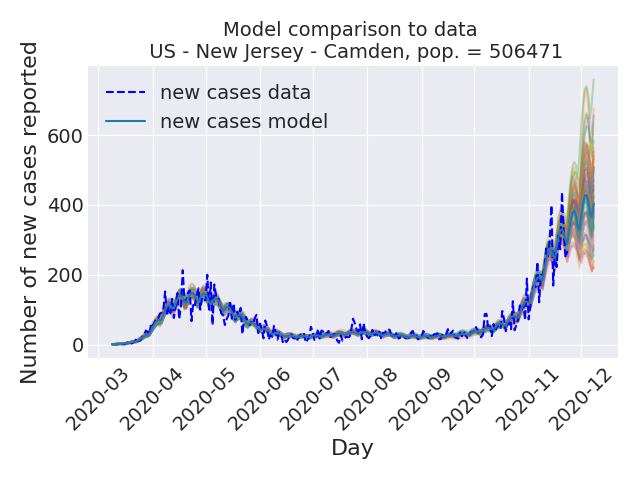 Model comparison to data
US - New Jersey - Camden, pop. = 506471
Number of new cases reported
600
400
200
0
new cases data
new cases model
2020-03
2020-04
2020-05
2020-06
2020-07
2020-08
2020-09
2020-10
2020-11
2020-12
Day